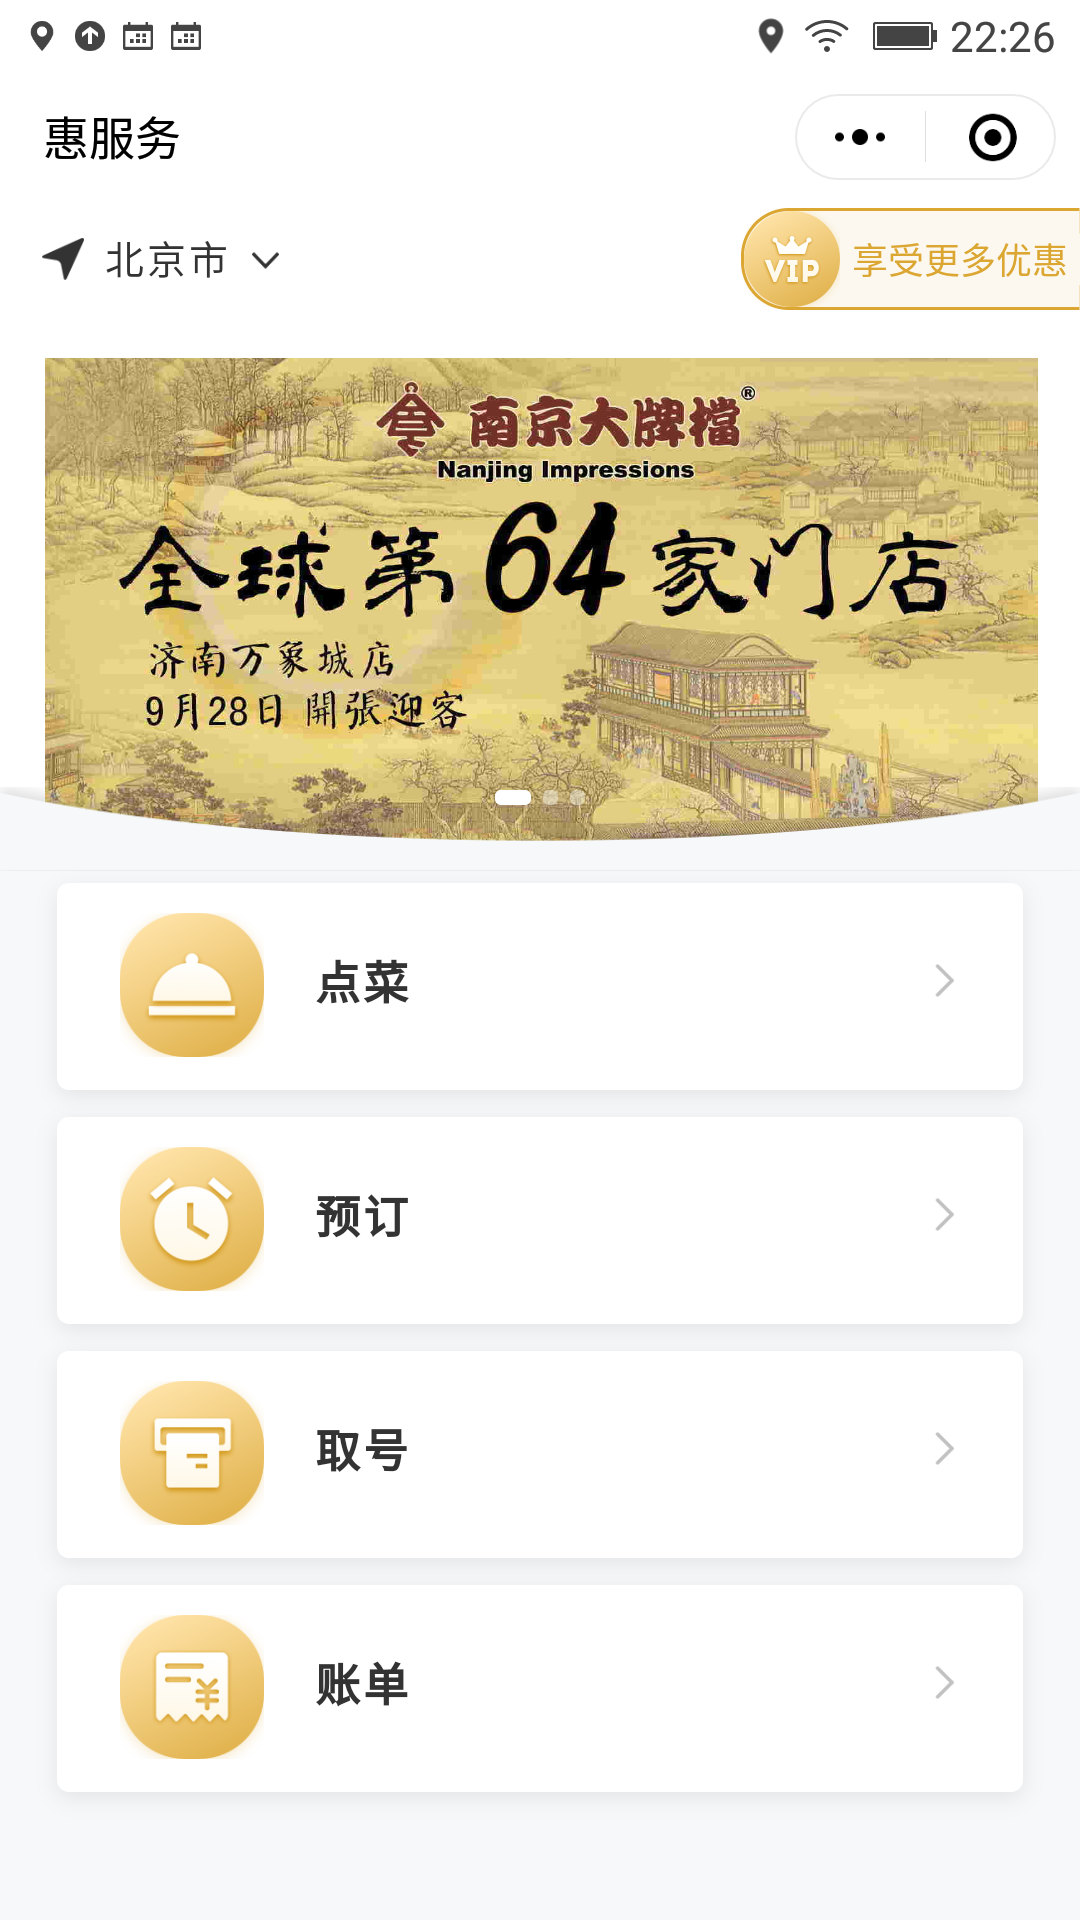 22:26
惠服务
北京市
VIP 享受更多优惠
南京大牌檔®
Nanjing Impressions
全球第64家门店
济南万象城店
9月28日 開張迎客
点菜
预订
取号
账单